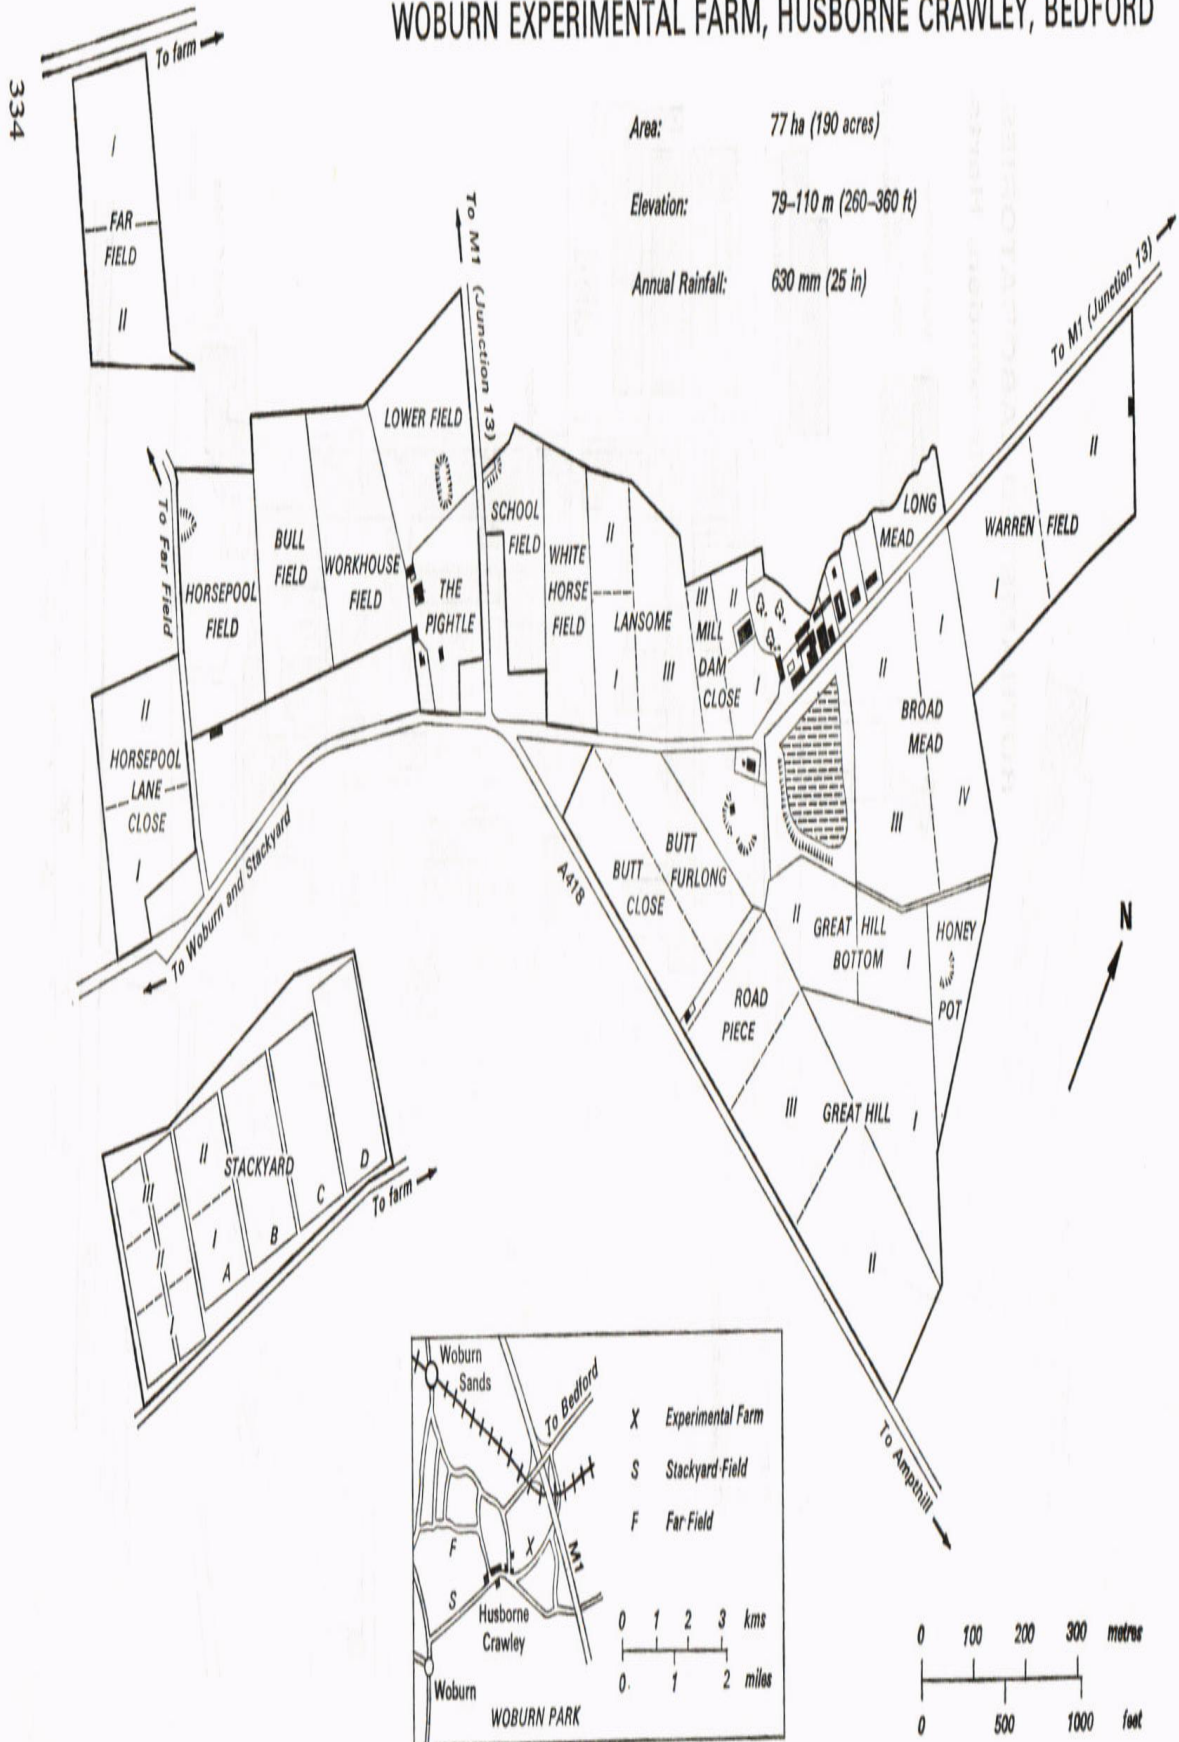 WOBURN EXPERIMENTAL FARM, HUSBORNE CRAWLEY, BEDFORD
334
To farm
Area: 77 ha (190 acres)
Elevation: 79–110 m (260–360 ft)
Annual Rainfall: 630 mm (25 in)
I
FAR
FIELD
II
To M1 (Junction 13)
To M1 (Junction 13)
LOWER FIELD
To Far Field
HORSEPOOL
FIELD
BULL
FIELD
WORKHOUSE
FIELD
THE
PIGHTLE
SCHOOL
FIELD
WHITE
HORSE
FIELD
II
LANSOME
I
III
III
II
MILL
DAM
CLOSE
I
LONG
MEAD
WARREN FIELD
II
I
I
II
BROAD
MEAD
III
IV
II
HORSEPOOL
LANE
CLOSE
I
To Woburn and Stackyard
A418
BUTT
CLOSE
BUTT
FURLONG
II
GREAT HILL
BOTTOM
I
HONEY
POT
ROAD
PIECE
III
GREAT HILL
I
II
N
STACKYARD
III
II
I
II
I
A
B
C
D
To farm
To Ampthill
Woburn
Sands
To Bedford
M1
F
X
S
Husborne
Crawley
Woburn
WOBURN PARK
X Experimental Farm
S Stackyard Field
F Far Field
0 1 2 3 kms
0 1 2 miles
0 100 200 300 metres
0 500 1000 feet